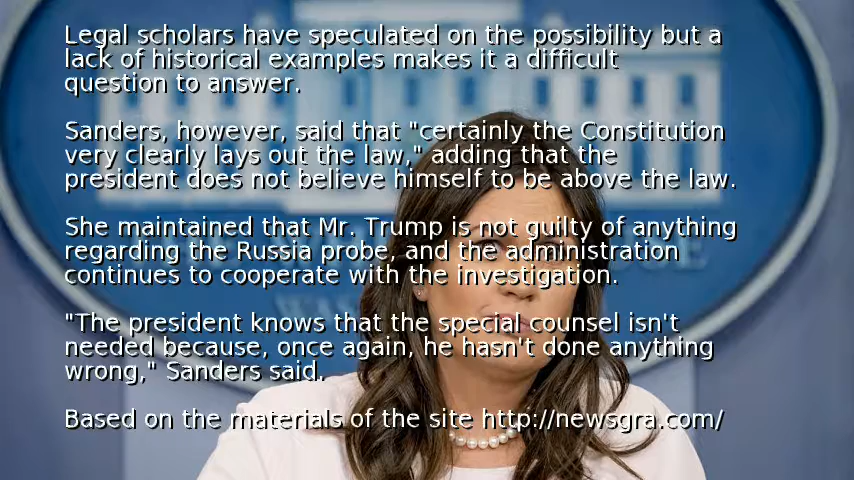 Legal scholars have speculated on the possibility but a
lack of historical examples makes it a difficult
question to answer.
Sanders, however, said that "certainly the Constitution
very clearly lays out the law," adding that the
president does not believe himself to be above the law.
She maintained that Mr. Trump is not guilty of anything
regarding the Russia probe, and the administration
continues to cooperate with the investigation.
"The president knows that the special counsel isn't
needed because, once again, he hasn't done anything
wrong," Sanders said.
Based on the materials of the site http://newsgra.com/